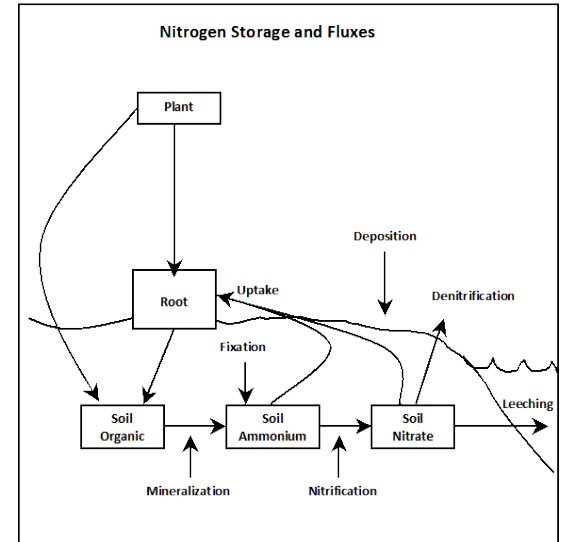 Nitrogen Storage and Fluxes
Plant
Deposition
Denitrification
Uptake
Root
Fixation
Leeching
Soil
Organic
Soil
Ammonium
Soil
Nitrate
Mineralization
Nitrification